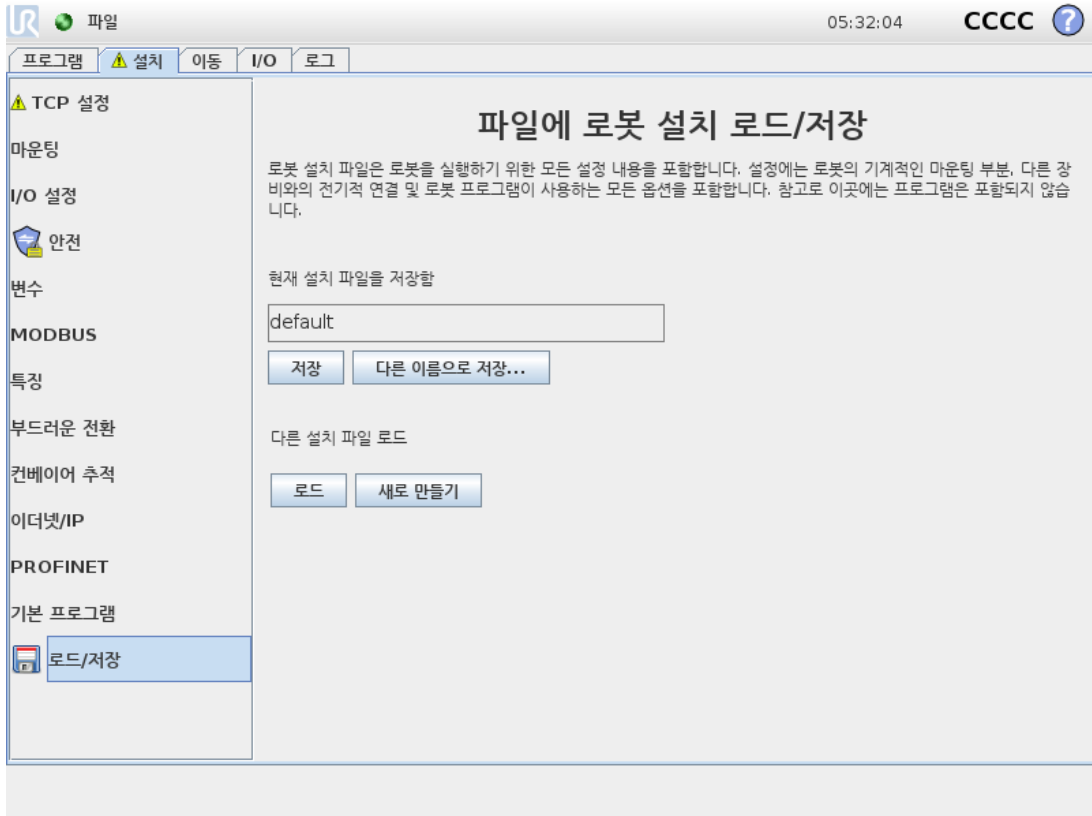 UR 파일 05:32:04 CCCC ?
프로그램 설치 이동 I/O 로그
TCP 설정
마운팅
I/O 설정
안전
변수
MODBUS
특징
부드러운 전환
컨베이어 추적
이더넷/IP
PROFINET
기본 프로그램
로드/저장
파일에 로봇 설치 로드/저장
로봇 설치 파일은 로봇을 실행하기 위한 모든 설정 내용을 포함합니다. 설정에는 로봇의 기계적인 마운팅 부분, 다른 장
비와의 전기적 연결 및 로봇 프로그램이 사용하는 모든 옵션을 포함합니다. 참고로 이곳에는 프로그램은 포함되지 않습
니다.
현재 설치 파일을 저장함
default
저장 다른 이름으로 저장...
다른 설치 파일 로드
로드 새로 만들기